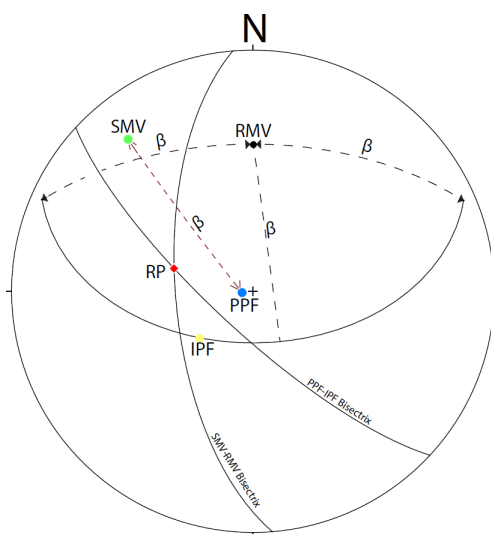 N
SMV
β
RMV
β
β
β
RP
PPF
IPF
PPF-IPF Bisectrix
SMV-RMV Bisectrix